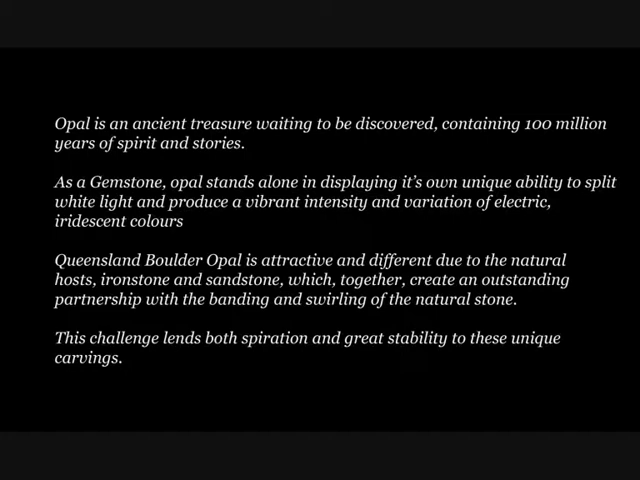 Opal is an ancient treasure waiting to be discovered, containing 100 million
years of spirit and stories.
As a Gemstone, opal stands alone in displaying it's own unique ability to split
white light and produce a vibrant intensity and variation of electric,
iridescent colours
Queensland Boulder Opal is attractive and different due to the natural
hosts, ironstone and sandstone, which, together, create an outstanding
partnership with the banding and swirling of the natural stone.
This challenge lends both spiration and great stability to these unique
carvings.